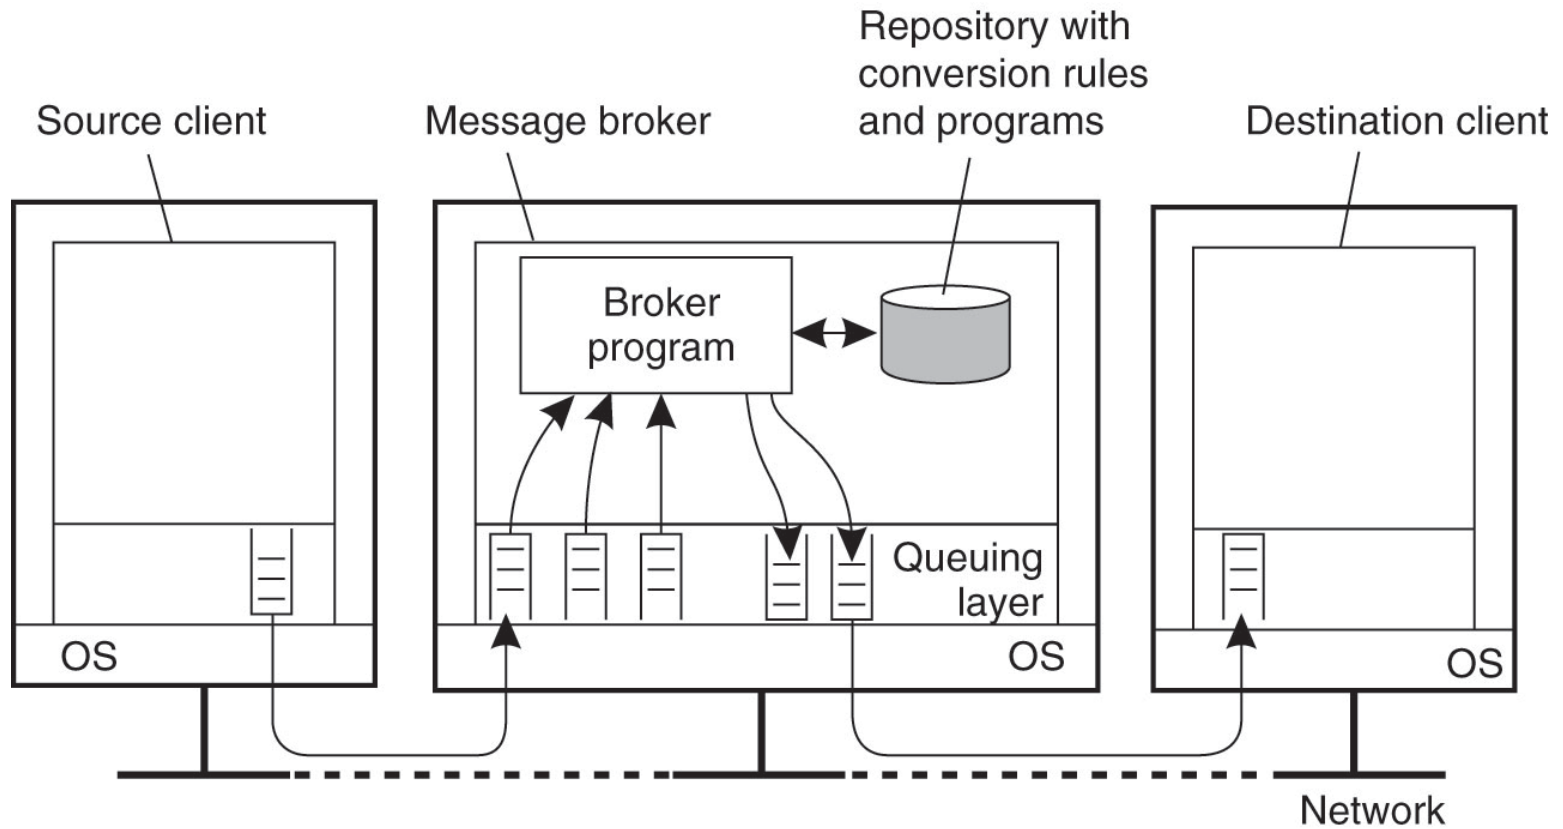 Source client
Message broker
Repository with
conversion rules
and programs
Destination client
Broker
program
Queuing
layer
OS
OS
OS
Network